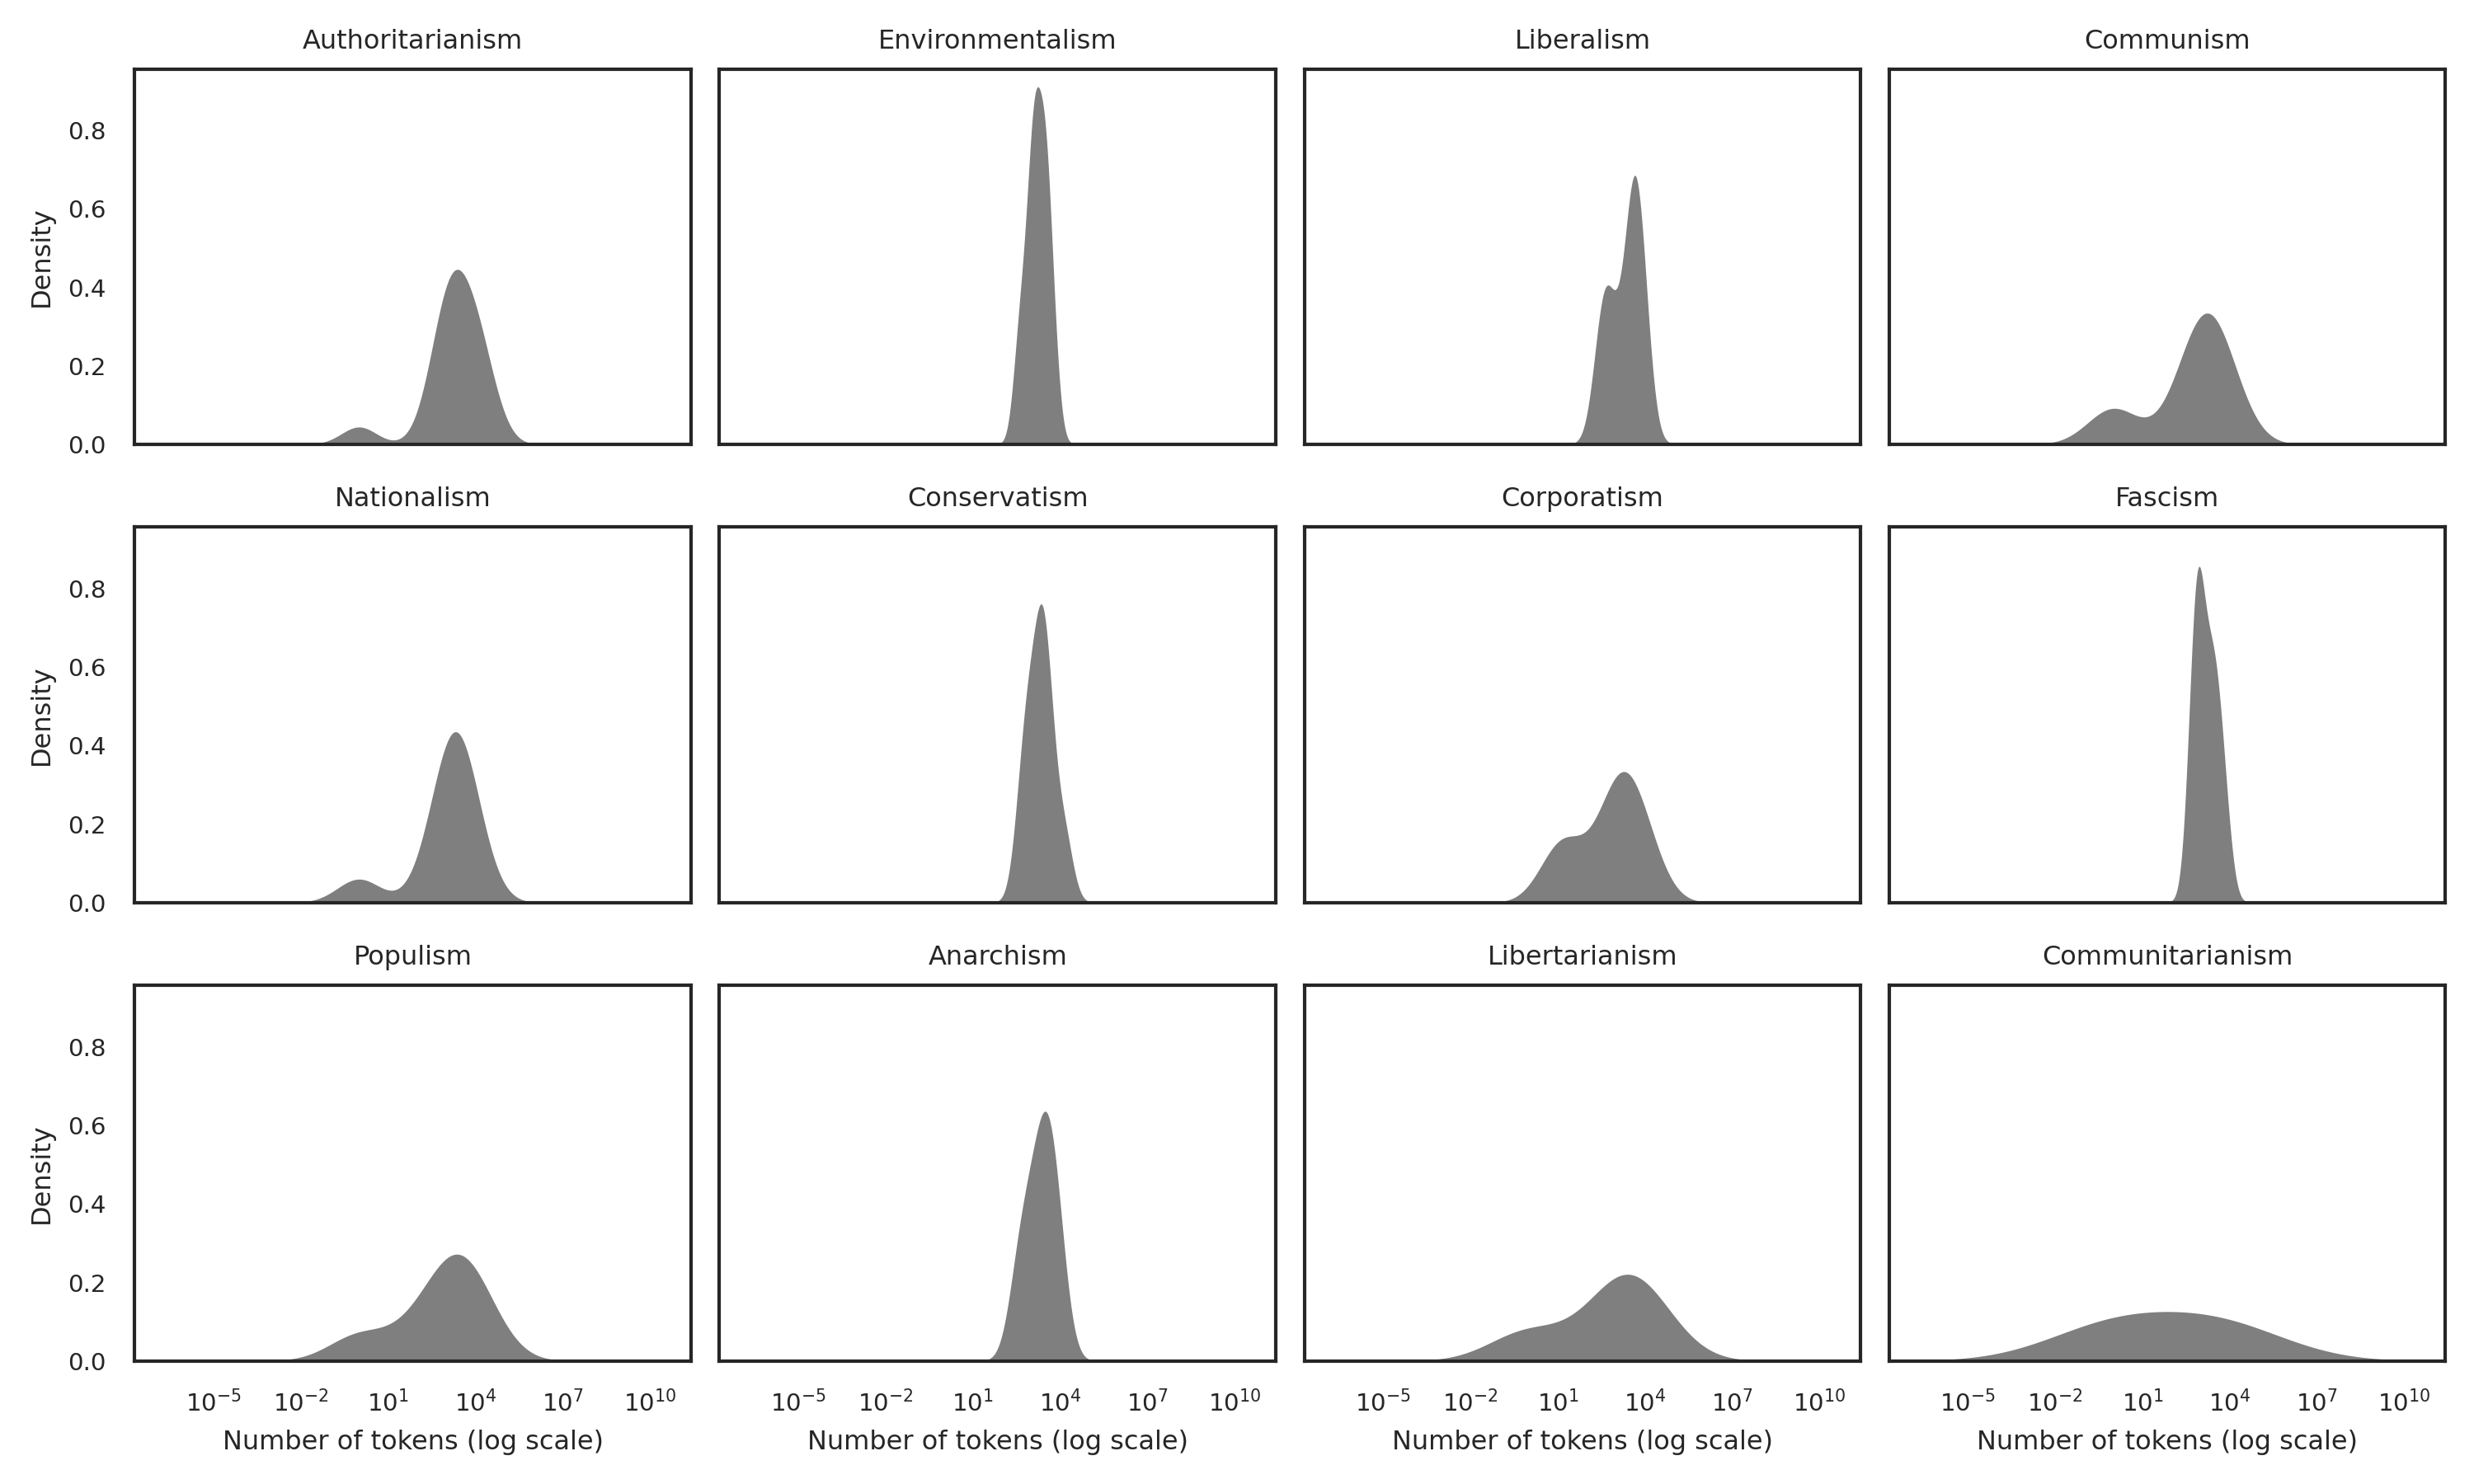 Authoritarianism Environmentalism Liberalism Communism
0.8
0.6
0.4
0.2
0.0
Density
Nationalism Conservatism Corporatism Fascism
0.8
0.6
0.4
0.2
0.0
Density
Populism Anarchism Libertarianism Communitarianism
0.8
0.6
0.4
0.2
0.0
Density
10⁻⁵ 10⁻² 10¹ 10⁴ 10⁷ 10¹⁰ 10⁻⁵ 10⁻² 10¹ 10⁴ 10⁷ 10¹⁰ 10⁻⁵ 10⁻² 10¹ 10⁴ 10⁷ 10¹⁰ 10⁻⁵ 10⁻² 10¹ 10⁴ 10⁷ 10¹⁰
Number of tokens (log scale) Number of tokens (log scale) Number of tokens (log scale) Number of tokens (log scale)